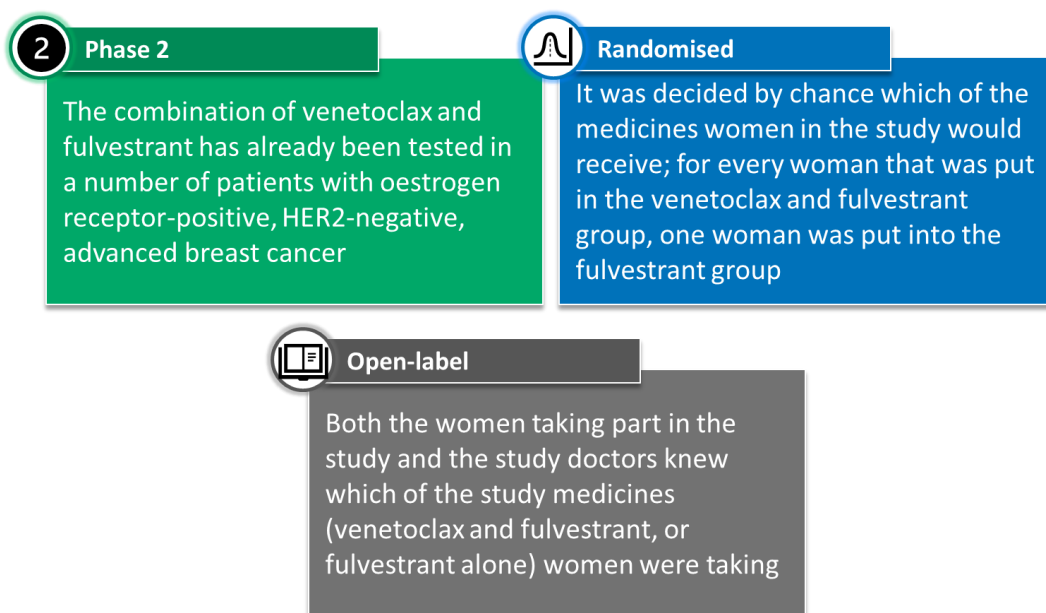 2
Phase 2
The combination of venetoclax and
fulvestrant has already been tested in
a number of patients with oestrogen
receptor-positive, HER2-negative,
advanced breast cancer
Randomised
It was decided by chance which of the
medicines women in the study would
receive; for every woman that was put
in the venetoclax and fulvestrant
group, one woman was put into the
fulvestrant group
Open-label
Both the women taking part in the
study and the study doctors knew
which of the study medicines
(venetoclax and fulvestrant, or
fulvestrant alone) women were taking